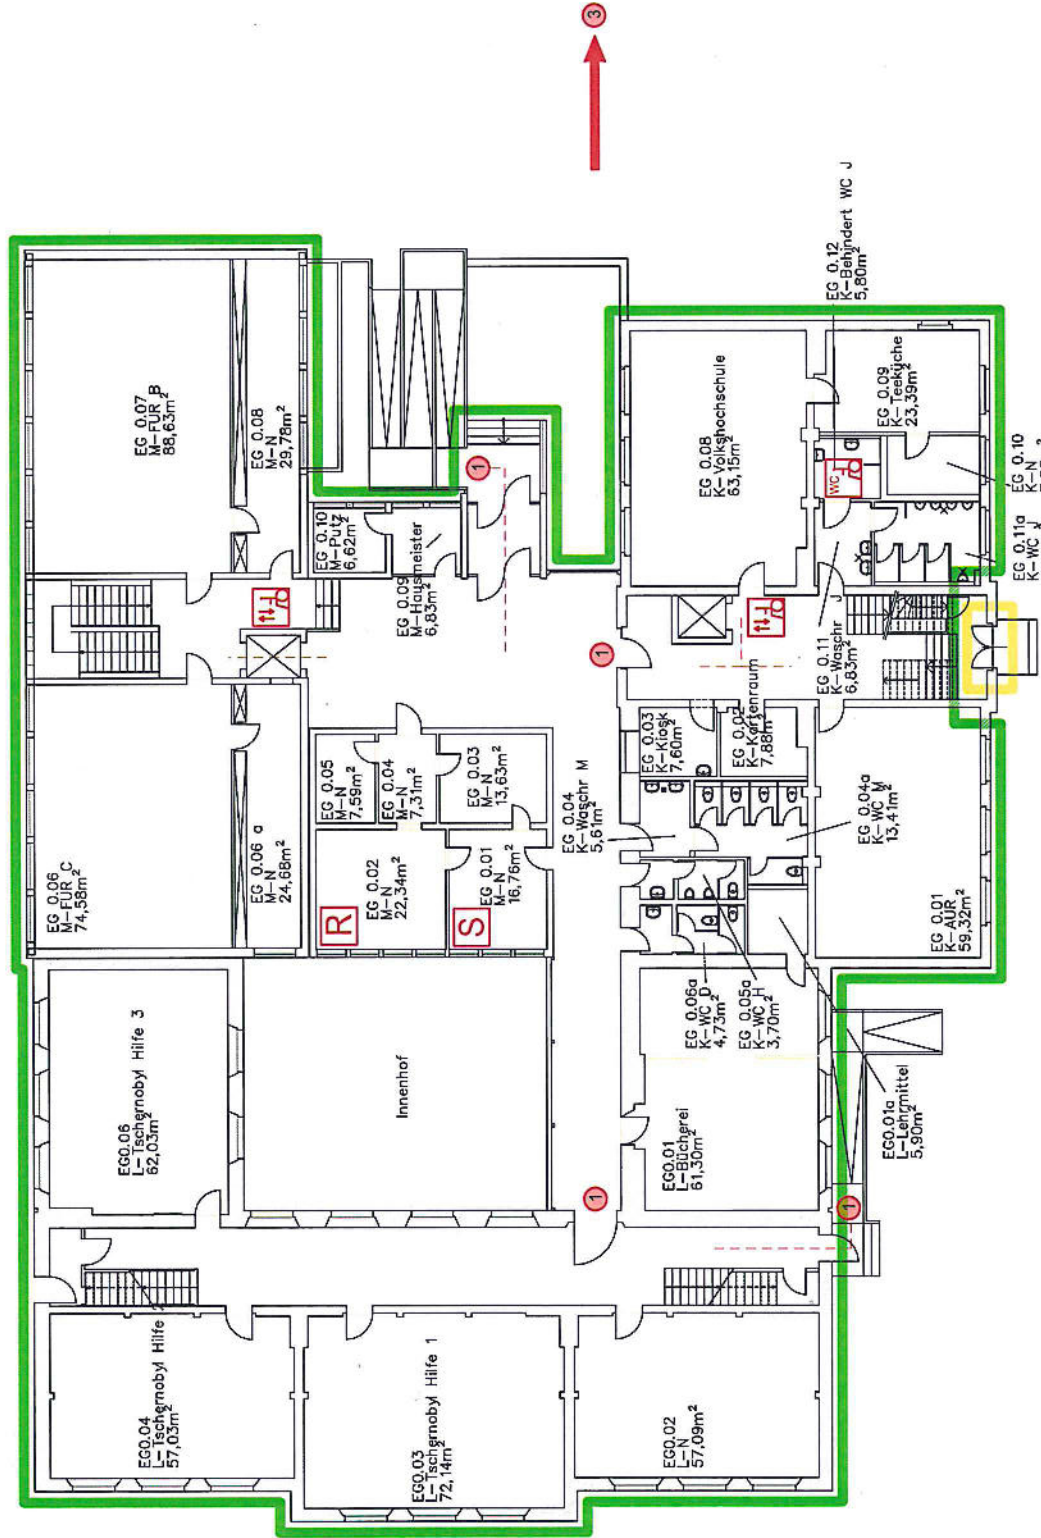 3
EG 0.07
M-FUR B
88,63m²
EG 0.08
M-N
29,78m²
EG 0.10
M-Putz
6,62m²
EG 0.09
M-Hausmeister
6,83m²
1
EG 0.08
K-Volkshochschule
63,15m²
EG 0.12
K-Behindert WC J
5,80m²
EG 0.09
K-Teeküche
23,39m²
WC
EG 0.10
K-N
EG 0.11a
K-WC J
EG 0.11
K-Waschr J
6,83m²
1
EG 0.06
M-FUR C
74,58m²
EG 0.06 a
M-N
24,68m²
EG 0.05
M-N
7,59m²
EG 0.04
M-N
7,31m²
EG 0.03
M-N
13,63m²
EG 0.02
M-N
22,34m²
R
EG 0.01
M-N
16,76m²
S
EG 0.04
K-Waschr M
5,61m²
EG 0.03
K-Kiosk
7,60m²
EG 0.02
K-Kartenraum
7,88m²
EG 0.04a
K-WC M
13,41m²
EG 0.01
K-AUR
59,32m²
EG0.06
L-Tschernobyl Hilfe 3
62,03m²
Innenhof
EG 0.06a
K-WC D
4,73m²
EG 0.05a
K-WC H
3,70m²
EG0.01
L-Bücherei
61,30m²
EG0.01a
L-Lehrmittel
5,90m²
1
1
EG0.04
L-Tschernobyl Hilfe 2
57,03m²
EG0.03
L-Tschernobyl Hilfe 1
72,14m²
EG0.02
L-N
57,09m²